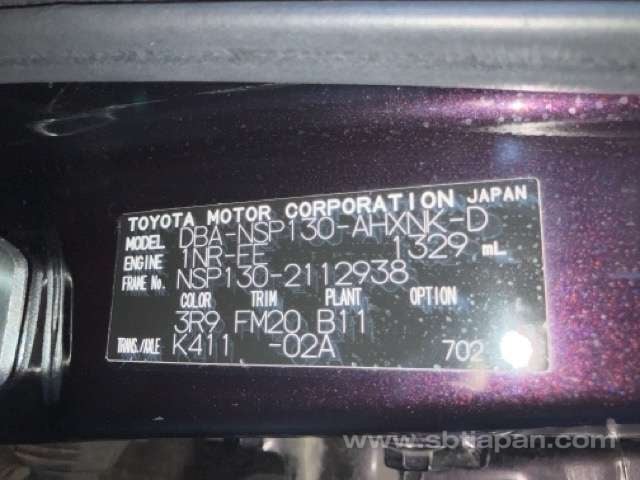 TOYOTA MOTOR CORPORATION JAPAN
MODEL DBA-NSP130-AHXNK-D
ENGINE 1NR-FE 1329 mL
FRAME No. NSP130-2112938
COLOR TRIM PLANT OPTION
3R9 FM20 B11
TRANS./AXLE K411 -02A 702
www.sbtjapan.com